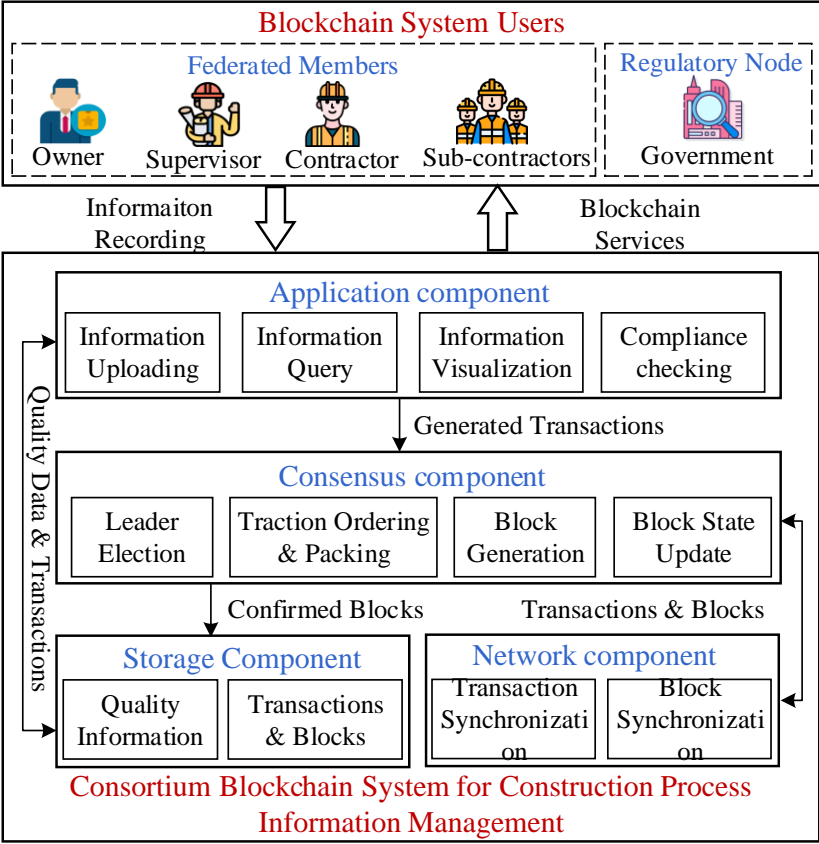 Blockchain System Users
Federated Members
Regulatory Node
Owner
Supervisor
Contractor
Sub-contractors
Government
Informaiton
Recording
Blockchain
Services
Application component
Information
Uploading
Information
Query
Information
Visualization
Compliance
checking
Quality Data & Transactions
Generated Transactions
Consensus component
Leader
Election
Traction Ordering
& Packing
Block
Generation
Block State
Update
Confirmed Blocks
Transactions & Blocks
Storage Component
Quality
Information
Transactions
& Blocks
Network component
Transaction
Synchronizati
on
Block
Synchronizati
on
Consortium Blockchain System for Construction Process
Information Management